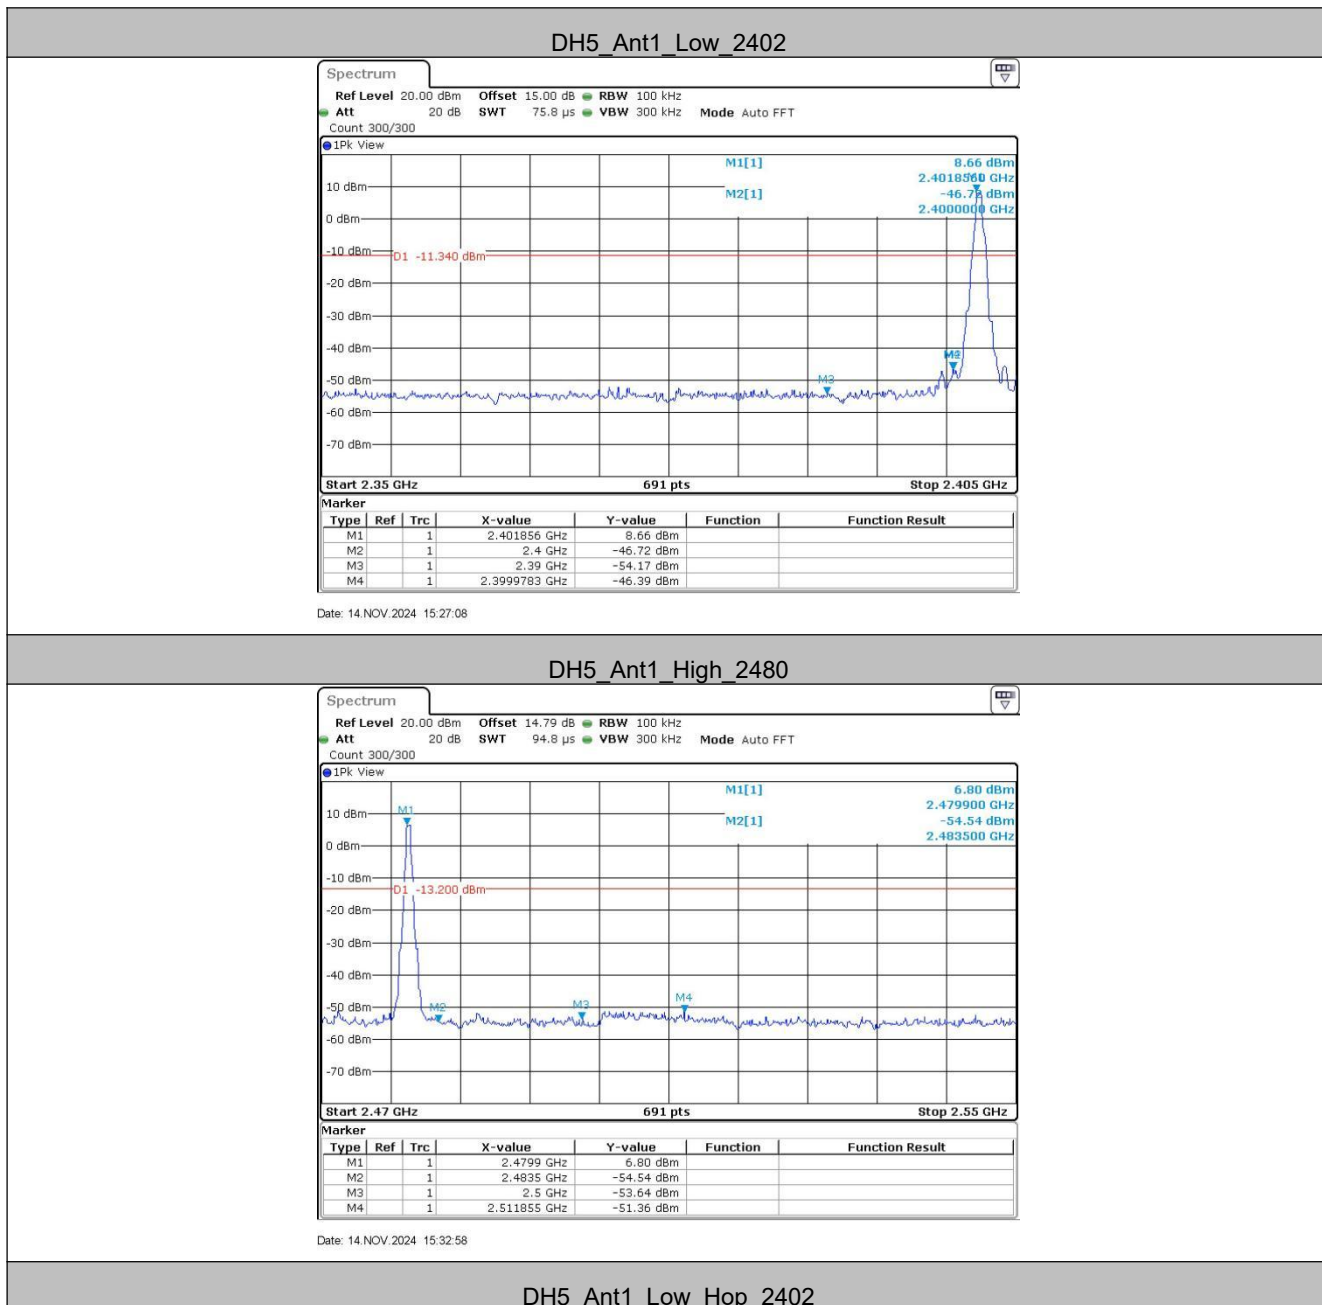 DH5_Ant1_Low_2402
Spectrum
Ref Level 20.00 dBm Offset 15.00 dB RBW 100 kHz
Att 20 dB SWT 75.8 µs VBW 300 kHz Mode Auto FFT
Count 300/300
1Pk View
M1[1] 8.66 dBm
2.4018560 GHz
M2[1] -46.72 dBm
2.4000000 GHz
M1
10 dBm
0 dBm
-10 dBm
D1 -11.340 dBm
-20 dBm
-30 dBm
-40 dBm
-50 dBm
M3
-60 dBm
-70 dBm
Start 2.35 GHz 691 pts Stop 2.405 GHz
Marker
Type Ref Trc X-value Y-value Function Function Result
M1 1 2.401856 GHz 8.66 dBm
M2 1 2.4 GHz -46.72 dBm
M3 1 2.39 GHz -54.17 dBm
M4 1 2.3999783 GHz -46.39 dBm
Date: 14.NOV.2024 15:27:08
DH5_Ant1_High_2480
Spectrum
Ref Level 20.00 dBm Offset 14.79 dB RBW 100 kHz
Att 20 dB SWT 94.8 µs VBW 300 kHz Mode Auto FFT
Count 300/300
1Pk View
M1[1] 6.80 dBm
2.479900 GHz
M2[1] -54.54 dBm
2.483500 GHz
10 dBm
M1
0 dBm
-10 dBm
D1 -13.200 dBm
-20 dBm
-30 dBm
-40 dBm
-50 dBm
M2 M3 M4
-60 dBm
-70 dBm
Start 2.47 GHz 691 pts Stop 2.55 GHz
Marker
Type Ref Trc X-value Y-value Function Function Result
M1 1 2.4799 GHz 6.80 dBm
M2 1 2.4835 GHz -54.54 dBm
M3 1 2.5 GHz -53.64 dBm
M4 1 2.511855 GHz -51.36 dBm
Date: 14.NOV.2024 15:32:58
DH5_Ant1_Low_Hop_2402